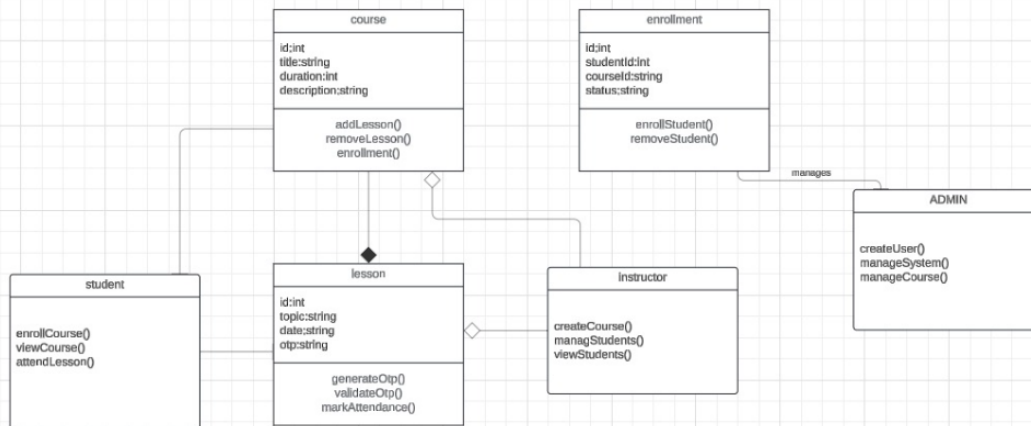 course
id:int
title:string
duration:int
description:string
addLesson()
removeLesson()
enrollment()
enrollment
id:int
studentId:int
courseId:string
status:string
enrollStudent()
removeStudent()
manages
ADMIN
createUser()
manageSystem()
manageCourse()
student
enrollCourse()
viewCourse()
attendLesson()
lesson
id:int
topic:string
date:string
otp:string
generateOtp()
validateOtp()
markAttendance()
instructor
createCourse()
managStudents()
viewStudents()